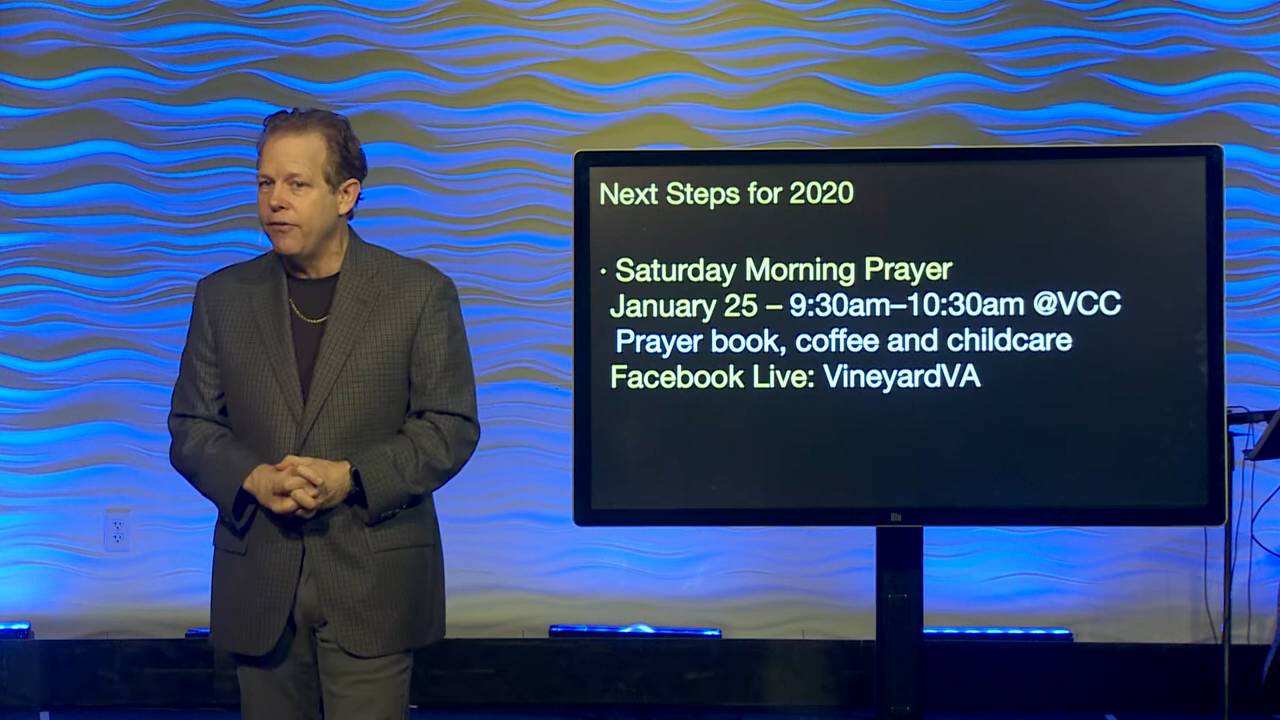 Next Steps for 2020
· Saturday Morning Prayer
January 25 – 9:30am–10:30am @VCC
Prayer book, coffee and childcare
Facebook Live: VineyardVA
elo